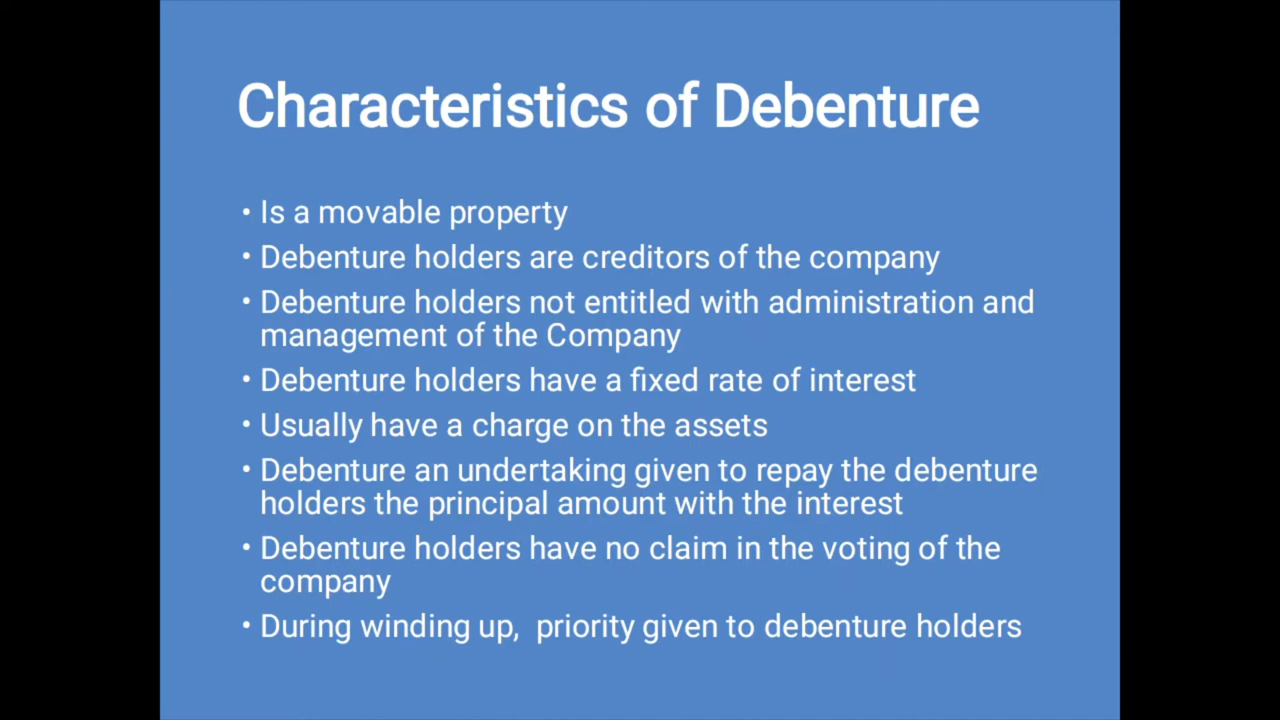 Characteristics of Debenture
• Is a movable property
• Debenture holders are creditors of the company
• Debenture holders not entitled with administration and
management of the Company
• Debenture holders have a fixed rate of interest
• Usually have a charge on the assets
• Debenture an undertaking given to repay the debenture
holders the principal amount with the interest
• Debenture holders have no claim in the voting of the
company
• During winding up,  priority given to debenture holders